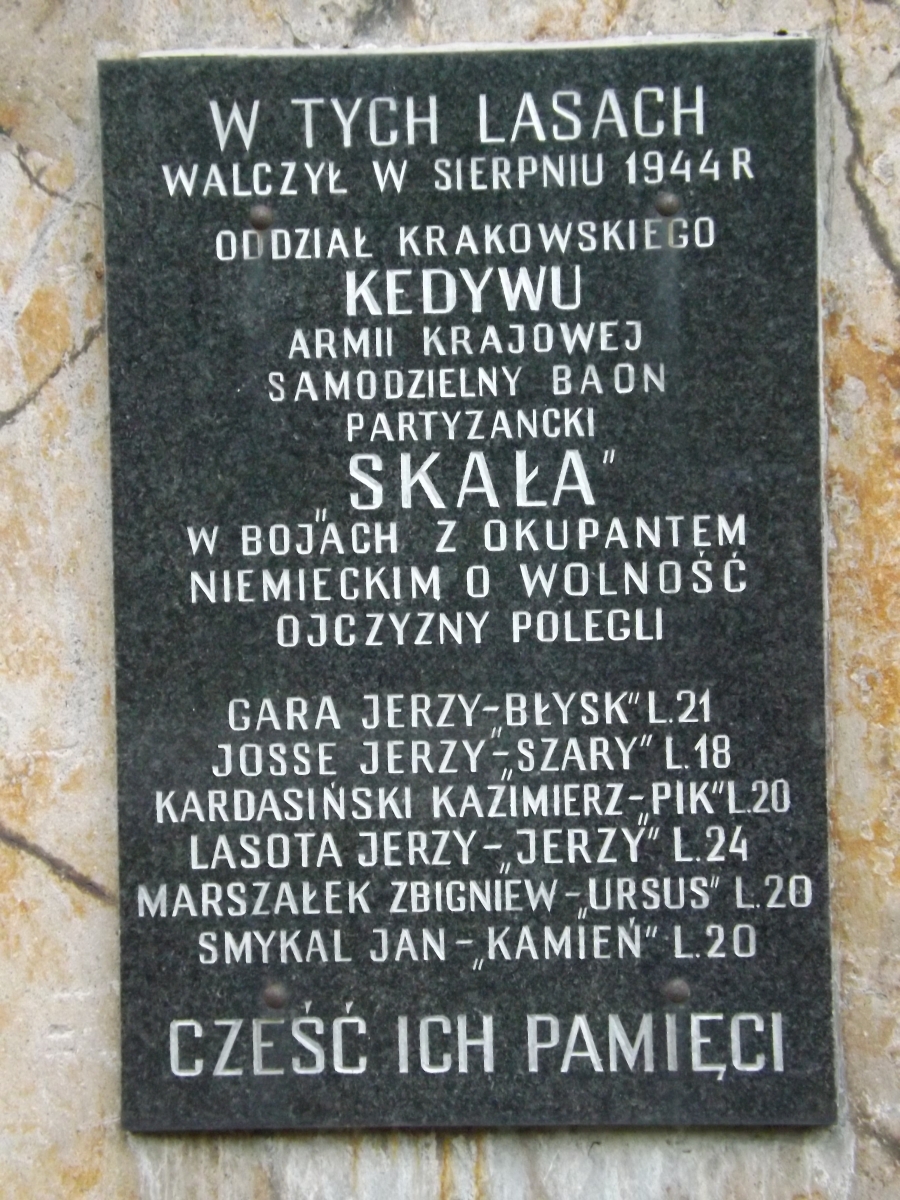 W TYCH LASACH
WALCZYŁ W SIERPNIU 1944 R
ODDZIAŁ KRAKOWSKIEGO
KEDYWU
ARMII KRAJOWEJ
SAMODZIELNY BAON
PARTYZANCKI
„SKAŁA”
W BOJACH Z OKUPANTEM
NIEMIECKIM O WOLNOŚĆ
OJCZYZNY POLEGLI
GARA JERZY-„BŁYSK” L.21
JOSSE JERZY-„SZARY” L.18
KARDASIŃSKI KAZIMIERZ-„PIK” L.20
LASOTA JERZY-„JERZY” L.24
MARSZAŁEK ZBIGNIEW-„URSUS” L.20
SMYKAL JAN-„KAMIEŃ” L.20
CZEŚĆ ICH PAMIĘCI